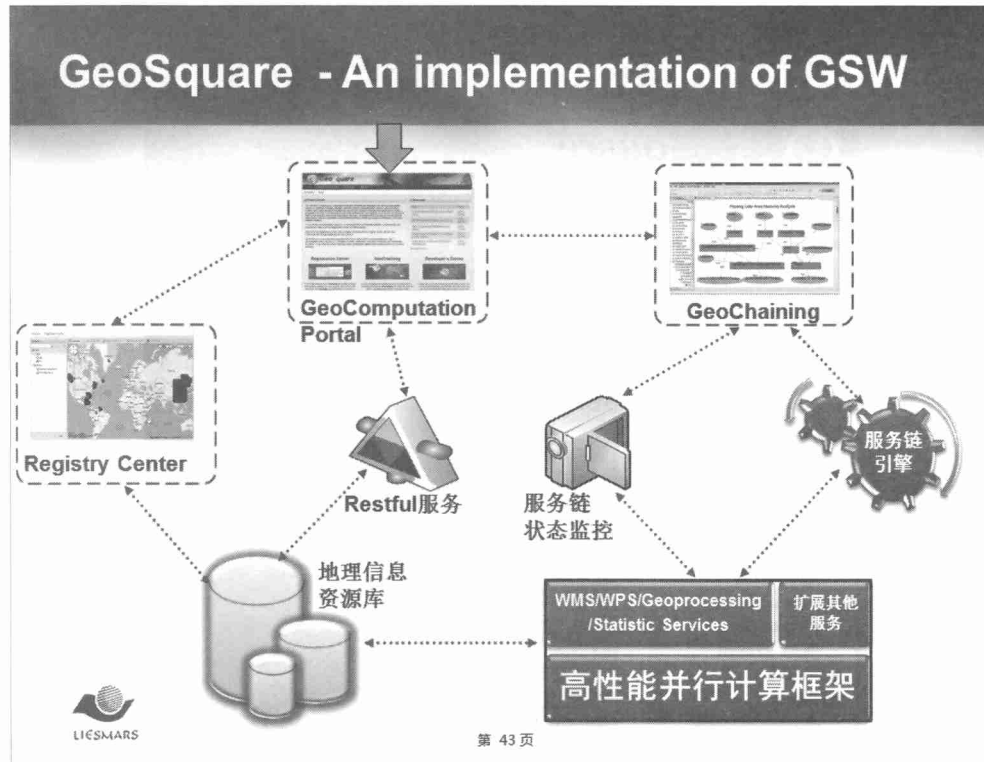 GeoSquare - An implementation of GSW
GeoComputation
Portal
GeoChaining
Registry Center
Restful服务
服务链
状态监控
服务链
引擎
地理信息
资源库
WMS/WPS/Geoprocessing
/Statistic Services
扩展其他
服务
高性能并行计算框架
LIESMARS
第 43 页